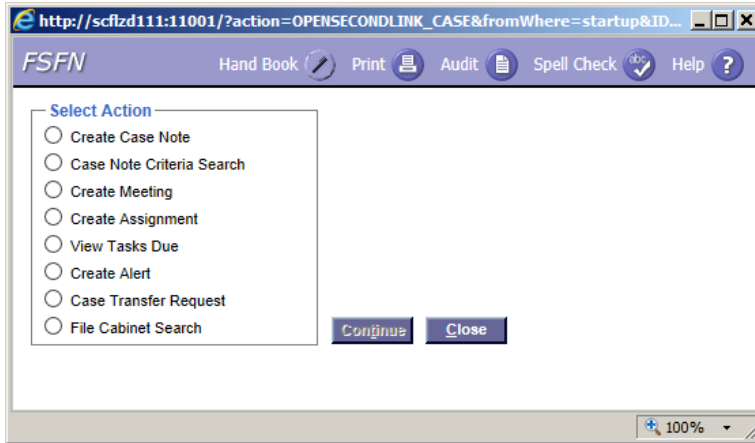 http://scflzd111:11001/?action=OPENSECONDLINK_CASE&fromWhere=startup&ID...
FSFN Hand Book Print Audit Spell Check abc Help ?
Select Action
Create Case Note
Case Note Criteria Search
Create Meeting
Create Assignment
View Tasks Due
Create Alert
Case Transfer Request
File Cabinet Search Continue Close
100%